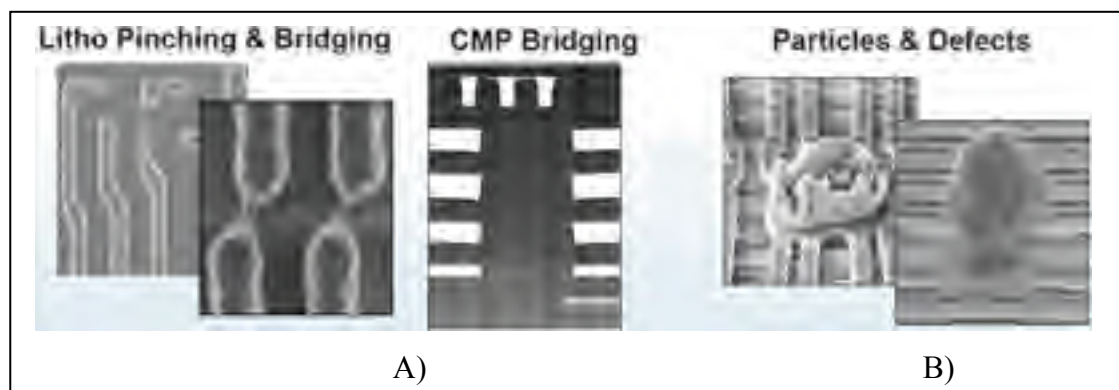 Litho Pinching & Bridging
CMP Bridging
Particles & Defects
A)
B)